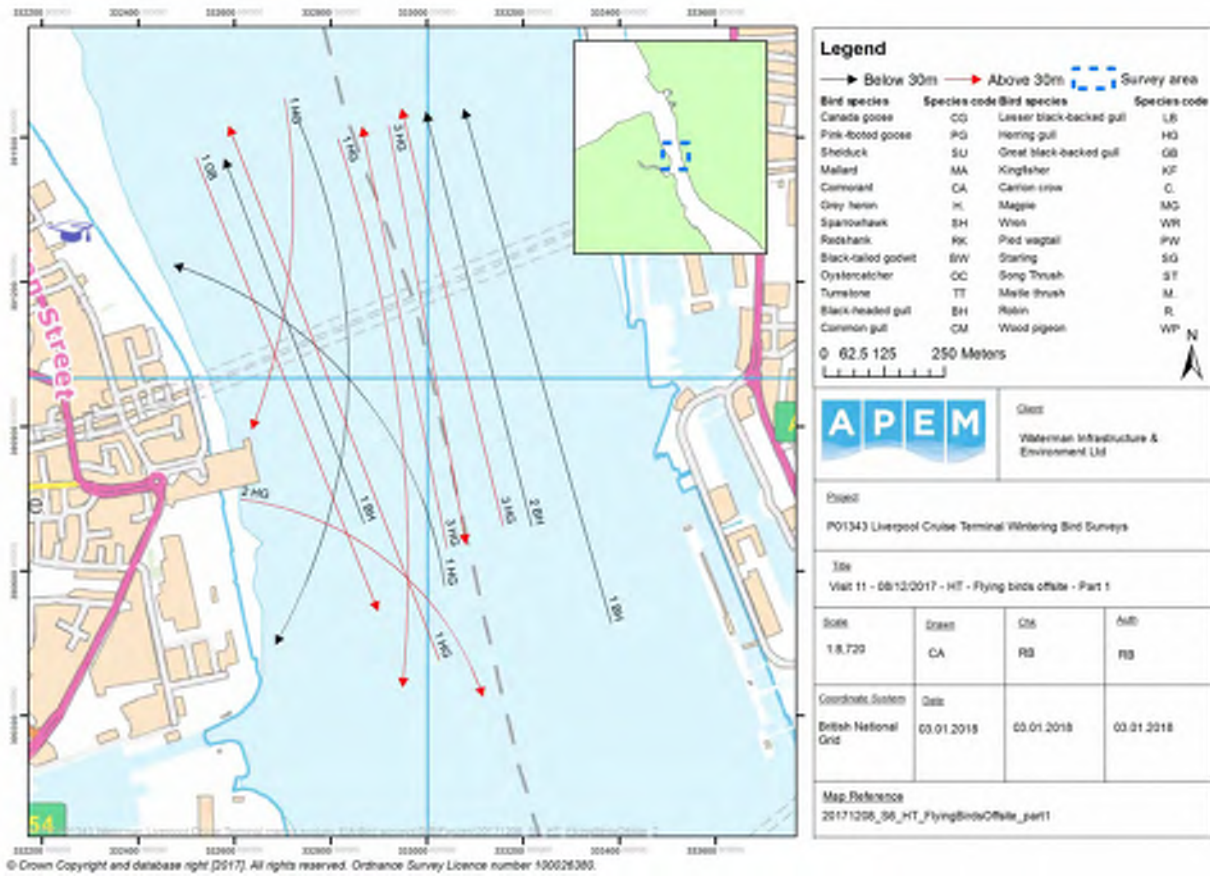 Legend
Below 30m
Above 30m
Survey area
Bird species Species code Bird species Species code
Canada goose CG Lesser black-backed gull LB
Pink-footed goose PG Herring gull HG
Shelduck SU Great black-backed gull GB
Mallard MA Kingfisher KF
Cormorant CA Carrion crow C.
Grey heron H. Magpie MG
Sparrowhawk SH Wren WR
Redshank RK Pied wagtail PW
Black-tailed godwit BW Starling SG
Oystercatcher OC Song Thrush ST
Turnstone TT Mistle thrush M.
Black-headed gull BH Robin R.
Common gull CM Wood pigeon WP
N
0 62.5 125 250 Meters
APEM
Client
Waterman Infrastructure &
Environment Ltd
Project
P01343 Liverpool Cruise Terminal Wintering Bird Surveys
Title
Visit 11 - 08/12/2017 - HT - Flying birds offsite - Part 1
Scale Drawn Chk Auth
1:8,720 CA RB RB
Coordinate System Date
British National
Grid
03.01.2018 03.01.2018 03.01.2018
Map Reference
20171208_S6_HT_FlyingBirdsOffsite_part1
1 HG
1 HG
3 HG
1 GB
2 HG
1 BH
3 HG
1 HG
3 HG
2 BH
1 BH
1 HG
Street
54
© Crown Copyright and database right [2017]. All rights reserved. Ordnance Survey Licence number 100026380.